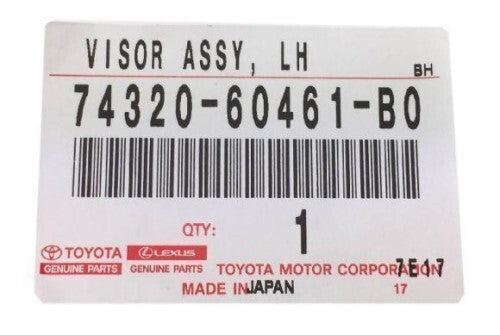 VISOR ASSY, LH
BH
74320-60461-B0
QTY: 1
TOYOTA LEXUS
GENUINE PARTS GENUINE PARTS TOYOTA MOTOR CORPORATION 7E17
MADE IN JAPAN 17